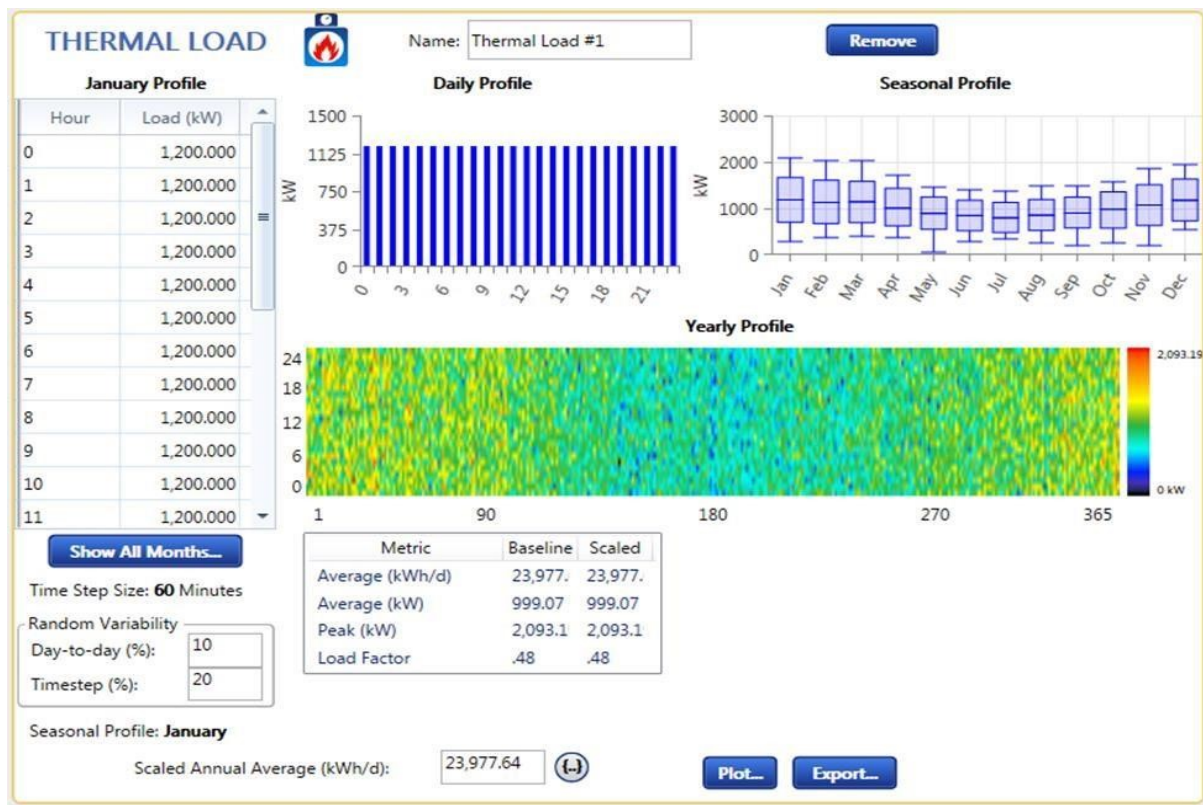 THERMAL LOAD
Name: Thermal Load #1
Remove
January Profile
Hour Load (kW)
0 1,200.000
1 1,200.000
2 1,200.000
3 1,200.000
4 1,200.000
5 1,200.000
6 1,200.000
7 1,200.000
8 1,200.000
9 1,200.000
10 1,200.000
11 1,200.000
Show All Months...
Time Step Size: 60 Minutes
Random Variability
Day-to-day (%): 10
Timestep (%): 20
Seasonal Profile: January
Daily Profile
kW
1500
1125
750
375
0
0 3 6 9 12 15 18 21
Seasonal Profile
kW
3000
2000
1000
0
Jan Feb Mar Apr May Jun Jul Aug Sep Oct Nov Dec
Yearly Profile
24
18
12
6
0
1 90 180 270 365
2,093.19
0 kW
Metric Baseline Scaled
Average (kWh/d) 23,977. 23,977.
Average (kW) 999.07 999.07
Peak (kW) 2,093.1 2,093.1
Load Factor .48 .48
Scaled Annual Average (kWh/d): 23,977.64 {..}
Plot... Export...